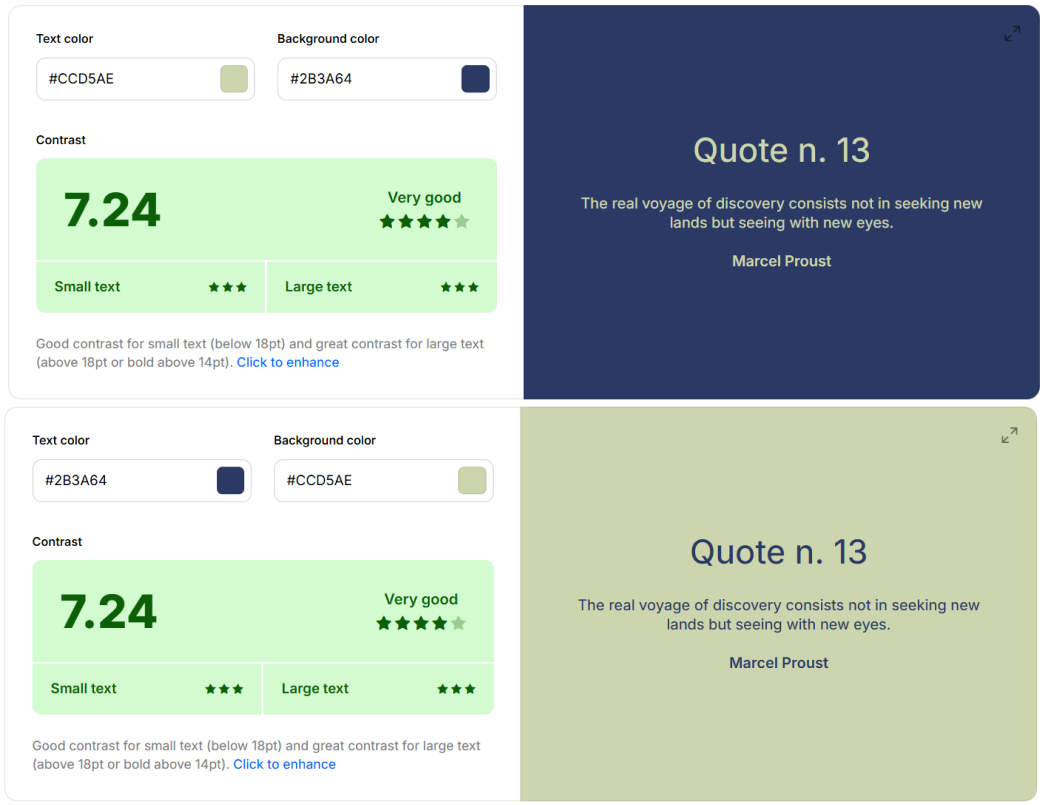 Text color
Background color
#CCD5AE
#2B3A64
Contrast
7.24
Very good
Small text
Large text
Good contrast for small text (below 18pt) and great contrast for large text
(above 18pt or bold above 14pt). Click to enhance
Quote n. 13
The real voyage of discovery consists not in seeking new
lands but seeing with new eyes.
Marcel Proust
Text color
Background color
#2B3A64
#CCD5AE
Contrast
7.24
Very good
Small text
Large text
Good contrast for small text (below 18pt) and great contrast for large text
(above 18pt or bold above 14pt). Click to enhance
Quote n. 13
The real voyage of discovery consists not in seeking new
lands but seeing with new eyes.
Marcel Proust